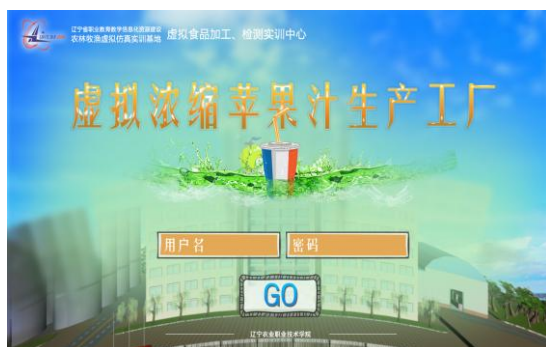 辽宁省职业教育教学信息化资源建设
农林牧渔虚拟仿真实训基地 虚拟食品加工、检测实训中心
虚拟浓缩苹果汁生产工厂
用户名 密码
GO
辽宁农业职业技术学院